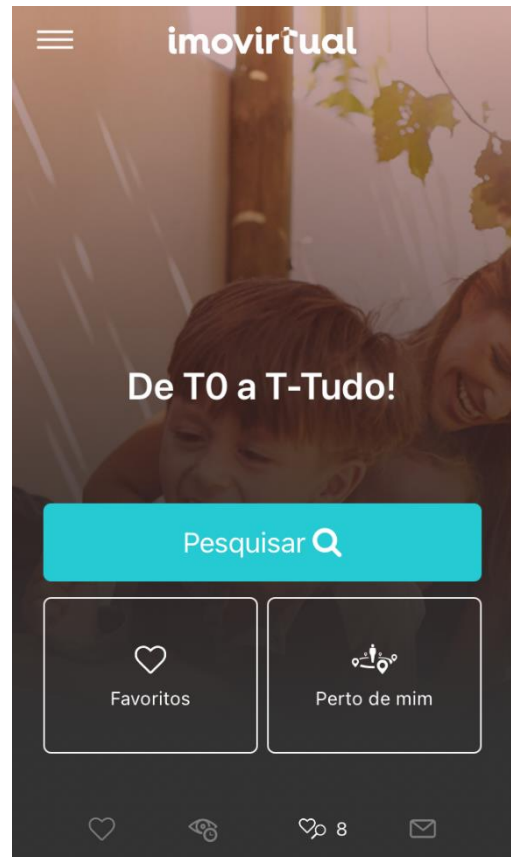 imovirtual
De T0 a T-Tudo!
Pesquisar
Favoritos
Perto de mim
8